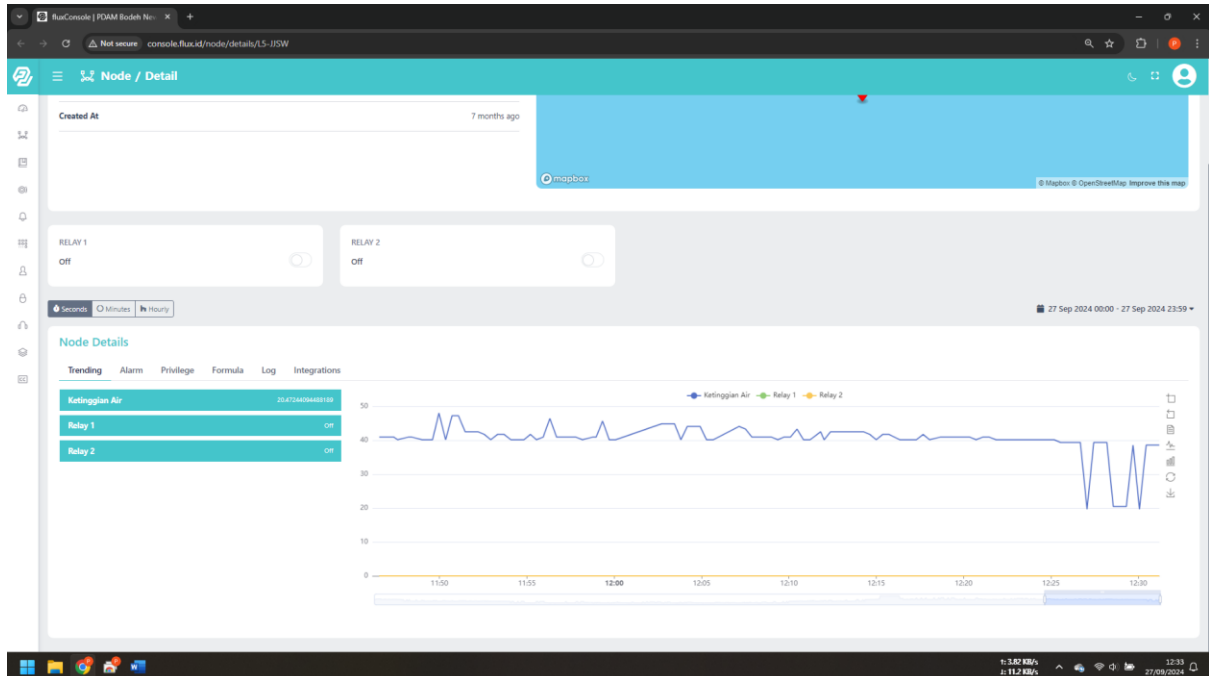 fluxConsole | PDAM Bodeh Ne
Not secure console.flux.id/node/details/LS-JJSW
Node / Detail
Created At 7 months ago
mapbox
© Mapbox © OpenStreetMap Improve this map
RELAY 1
Off
RELAY 2
Off
Seconds Minutes Hourly
27 Sep 2024 00:00 - 27 Sep 2024 23:59
Node Details
Trending Alarm Privilege Formula Log Integrations
Ketinggian Air 20.47244094488189
Relay 1 Off
Relay 2 Off
Ketinggian Air Relay 1 Relay 2
50
40
30
20
10
0
11:50 11:55 12:00 12:05 12:10 12:15 12:20 12:25 12:30
3.82 KB/s
11.2 KB/s
12:33
27/09/2024